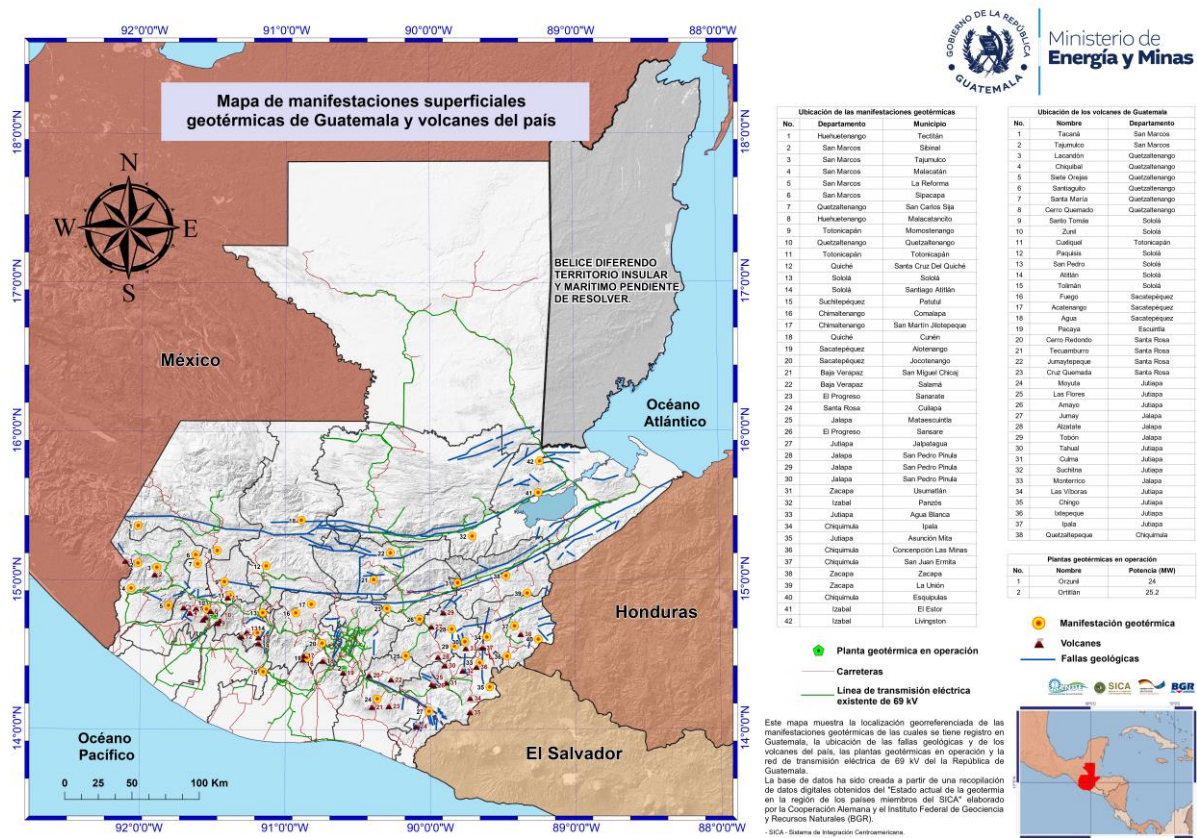 92°0'0"W 91°0'0"W 90°0'0"W 89°0'0"W 88°0'0"W
Mapa de manifestaciones superficiales
geotérmicas de Guatemala y volcanes del país
N
W E
S
18°0'0"N
17°0'0"N
16°0'0"N
15°0'0"N
14°0'0"N
BELICE DIFERENDO
TERRITORIO INSULAR
Y MARÍTIMO PENDIENTE
DE RESOLVER.
México
Océano
Atlántico
Honduras
El Salvador
Océano
Pacífico
0 25 50 100 Km
92°0'0"W 91°0'0"W 90°0'0"W 89°0'0"W 88°0'0"W
GOBIERNO DE LA REPÚBLICA
GUATEMALA
Ministerio de
Energía y Minas
Ubicación de las manifestaciones geotérmicas
No. Departamento Municipio
1 Huehuetenango Tectitán
2 San Marcos Sibinal
3 San Marcos Tajumulco
4 San Marcos Malacatán
5 San Marcos La Reforma
6 San Marcos Sipacapa
7 Quetzaltenango San Carlos Sija
8 Huehuetenango Malacatancito
9 Totonicapán Momostenango
10 Quetzaltenango Quetzaltenango
11 Totonicapán Totonicapán
12 Quiché Santa Cruz Del Quiché
13 Sololá Sololá
14 Sololá Santiago Atitlán
15 Suchitepéquez Patutul
16 Chimaltenango Comalapa
17 Chimaltenango San Martín Jilotepeque
18 Quiché Cunén
19 Sacatepéquez Alotenango
20 Sacatepéquez Jocotenango
21 Baja Verapaz San Miguel Chicaj
22 Baja Verapaz Salamá
23 El Progreso Sanarate
24 Santa Rosa Cuilapa
25 Jalapa Mataescuintla
26 El Progreso Sansare
27 Jutiapa Jalpatagua
28 Jalapa San Pedro Pinula
29 Jalapa San Pedro Pinula
30 Jalapa San Pedro Pinula
31 Zacapa Usumatlán
32 Izabal Panzós
33 Jutiapa Agua Blanca
34 Chiquimula Ipala
35 Jutiapa Asunción Mita
36 Chiquimula Concepción Las Minas
37 Chiquimula San Juan Ermita
38 Zacapa Zacapa
39 Zacapa La Unión
40 Chiquimula Esquipulas
41 Izabal El Estor
42 Izabal Livingston
Ubicación de los volcanes de Guatemala
No. Nombre Departamento
1 Tacaná San Marcos
2 Tajumulco San Marcos
3 Lacandón Quetzaltenango
4 Chiquibal Quetzaltenango
5 Siete Orejas Quetzaltenango
6 Santiaguito Quetzaltenango
7 Santa María Quetzaltenango
8 Cerro Quemado Quetzaltenango
9 Santo Tomás Sololá
10 Zunil Sololá
11 Cuxliquel Totonicapán
12 Paquisis Sololá
13 San Pedro Sololá
14 Atitlán Sololá
15 Tolimán Sololá
16 Fuego Sacatepéquez
17 Acatenango Sacatepéquez
18 Agua Sacatepéquez
19 Pacaya Escuintla
20 Cerro Redondo Santa Rosa
21 Tecuamburro Santa Rosa
22 Jumaytepeque Santa Rosa
23 Cruz Quemada Santa Rosa
24 Moyuta Jutiapa
25 Las Flores Jutiapa
26 Amayo Jutiapa
27 Jumay Jalapa
28 Alzatate Jalapa
29 Tobón Jalapa
30 Tahual Jutiapa
31 Culma Jutiapa
32 Suchitna Jutiapa
33 Monterrico Jalapa
34 Las Víboras Jutiapa
35 Chingo Jutiapa
36 Ixtepeque Jutiapa
37 Ipala Jutiapa
38 Quetzaltepeque Chiquimula
Plantas geotérmicas en operación
No. Nombre Potencia (MW)
1 Orzunil 24
2 Ortitlán 25.2
Planta geotérmica en operación
Carreteras
Línea de transmisión eléctrica
existente de 69 kV
Manifestación geotérmica
Volcanes
Fallas geológicas
SICA
BGR
Este mapa muestra la localización georreferenciada de las
manifestaciones geotérmicas de las cuales se tiene registro en
Guatemala, la ubicación de las fallas geológicas y de los
volcanes del país, las plantas geotérmicas en operación y la
red de transmisión eléctrica de 69 kV del la República de
Guatemala.
La base de datos ha sido creada a partir de una recopilación
de datos digitales obtenidos del "Estado actual de la geotermia
en la región de los países miembros del SICA" elaborado
por la Cooperación Alemana y el Instituto Federal de Geociencia
y Recursos Naturales (BGR).
- SICA - Sistema de Integración Centroamericana.